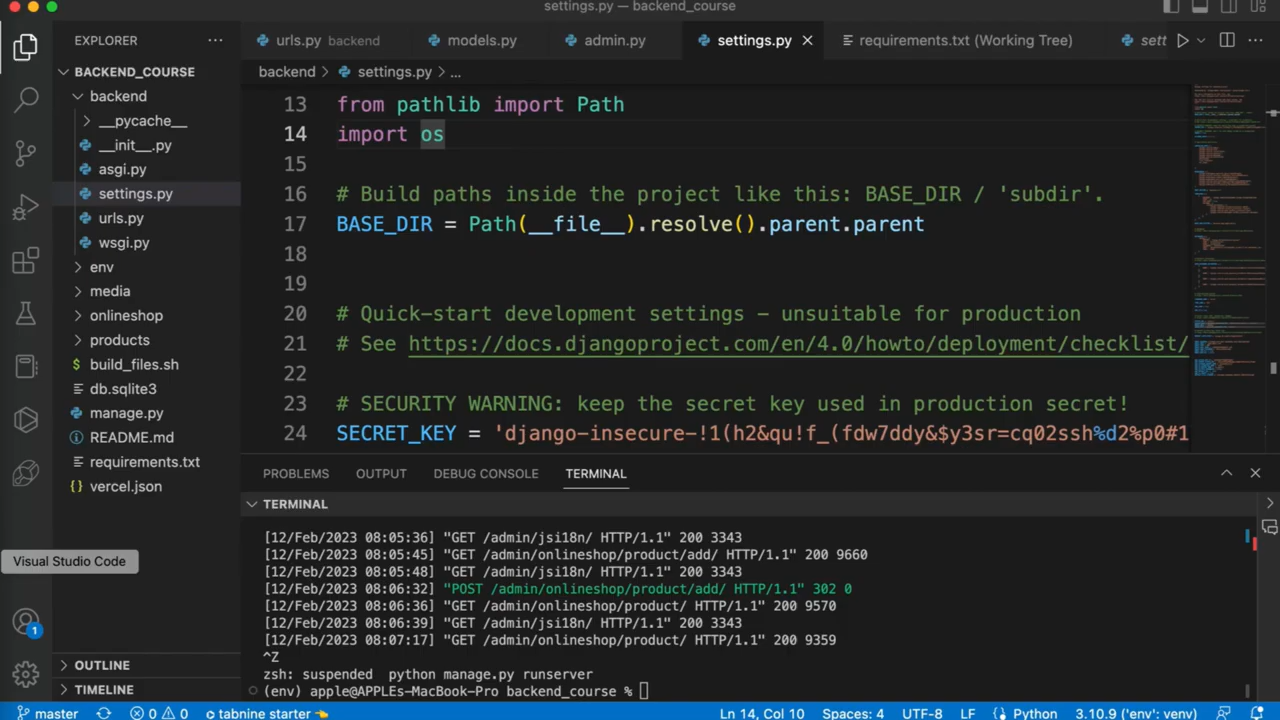 settings.py — backend_course
EXPLORER
urls.py backend
models.py
admin.py
settings.py
requirements.txt (Working Tree)
sett
BACKEND_COURSE
backend
__pycache__
__init__.py
asgi.py
settings.py
urls.py
wsgi.py
env
media
onlineshop
products
build_files.sh
db.sqlite3
manage.py
README.md
requirements.txt
vercel.json
Visual Studio Code
1
OUTLINE
TIMELINE
backend > settings.py > ...
13 from pathlib import Path
14 import os
15
16 # Build paths inside the project like this: BASE_DIR / 'subdir'.
17 BASE_DIR = Path(__file__).resolve().parent.parent
18
19
20 # Quick-start development settings - unsuitable for production
21 # See https://docs.djangoproject.com/en/4.0/howto/deployment/checklist/
22
23 # SECURITY WARNING: keep the secret key used in production secret!
24 SECRET_KEY = 'django-insecure-!1(h2&qu!f_(fdw7ddy&$y3sr=cq02ssh%d2%p0#1
PROBLEMS OUTPUT DEBUG CONSOLE TERMINAL
TERMINAL
[12/Feb/2023 08:05:36] "GET /admin/jsi18n/ HTTP/1.1" 200 3343
[12/Feb/2023 08:05:45] "GET /admin/onlineshop/product/add/ HTTP/1.1" 200 9660
[12/Feb/2023 08:05:48] "GET /admin/jsi18n/ HTTP/1.1" 200 3343
[12/Feb/2023 08:06:32] "POST /admin/onlineshop/product/add/ HTTP/1.1" 302 0
[12/Feb/2023 08:06:36] "GET /admin/onlineshop/product/ HTTP/1.1" 200 9570
[12/Feb/2023 08:06:39] "GET /admin/jsi18n/ HTTP/1.1" 200 3343
[12/Feb/2023 08:07:17] "GET /admin/onlineshop/product/ HTTP/1.1" 200 9359
^Z
zsh: suspended  python manage.py runserver
(env) apple@APPLEs-MacBook-Pro backend_course %
master 0 0 tabnine starter Ln 14, Col 10 Spaces: 4 UTF-8 LF Python 3.10.9 ('env': venv)